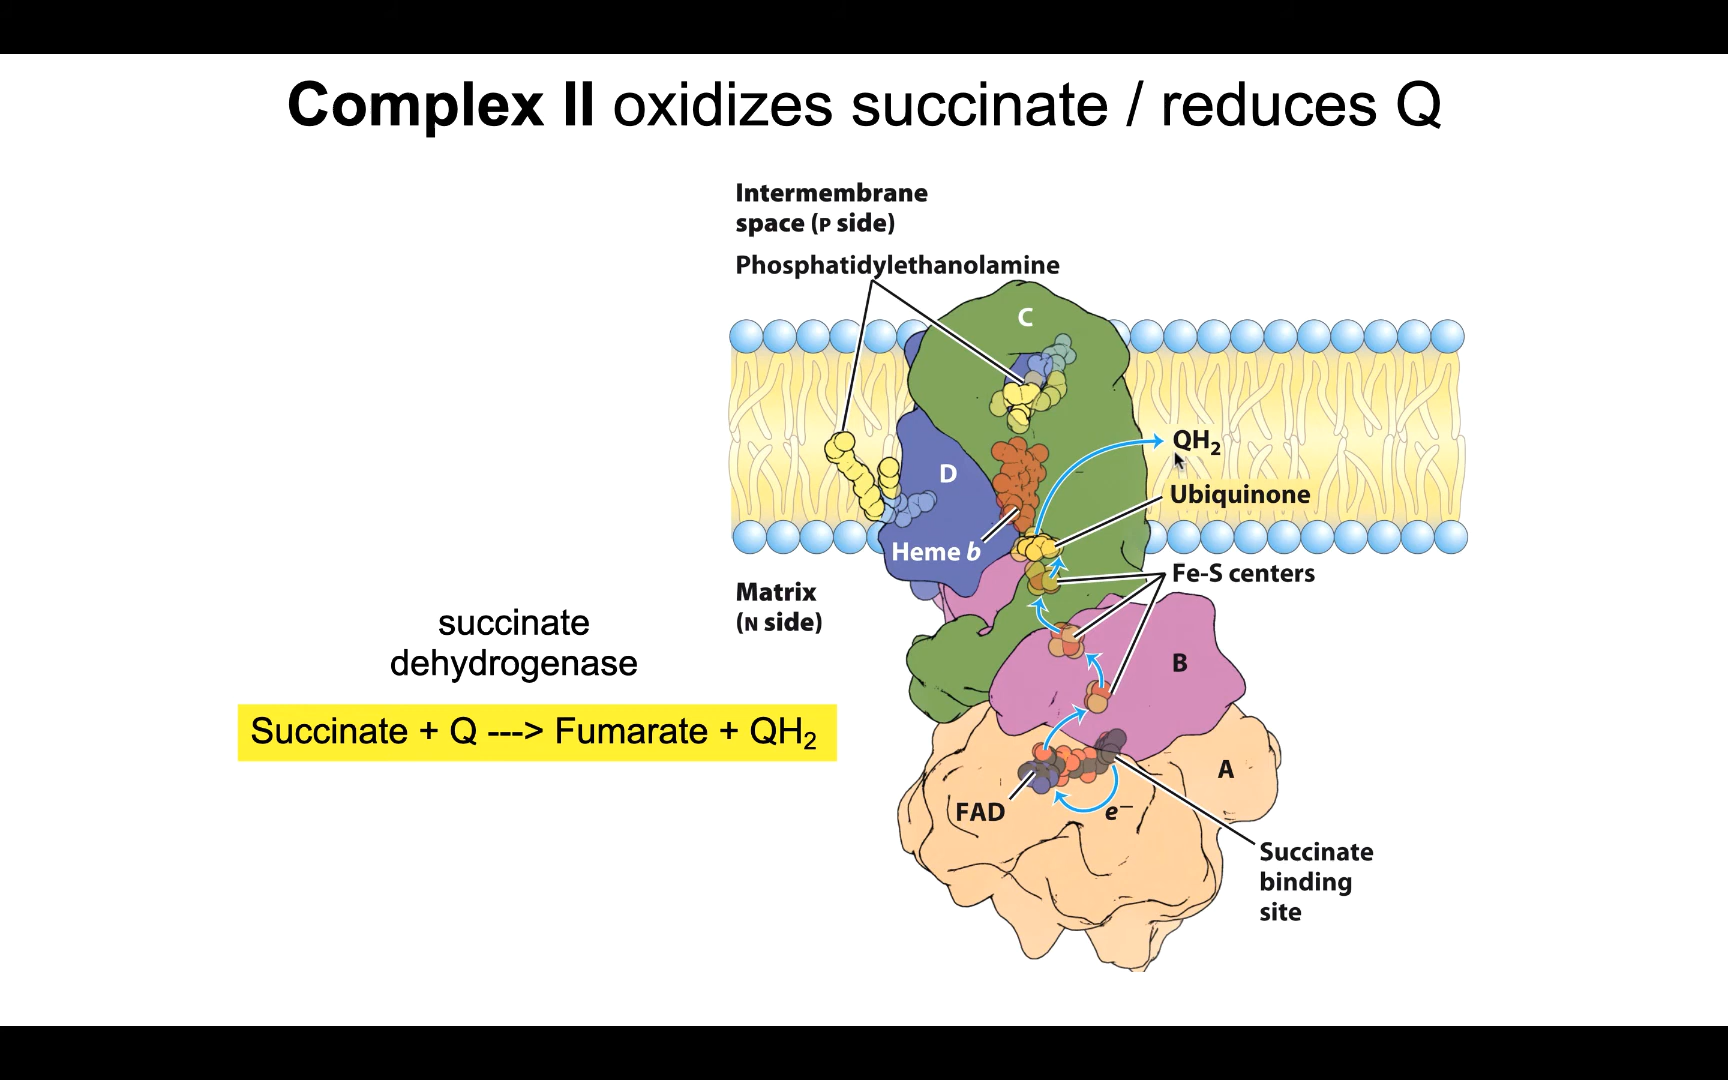 Complex II oxidizes succinate / reduces Q
Intermembrane
space (P side)
Phosphatidylethanolamine
C
QH₂
D
Ubiquinone
Heme b
Fe-S centers
Matrix
(N side)
succinate
dehydrogenase
B
Succinate + Q ---> Fumarate + QH₂
A
FAD
e⁻
Succinate
binding
site